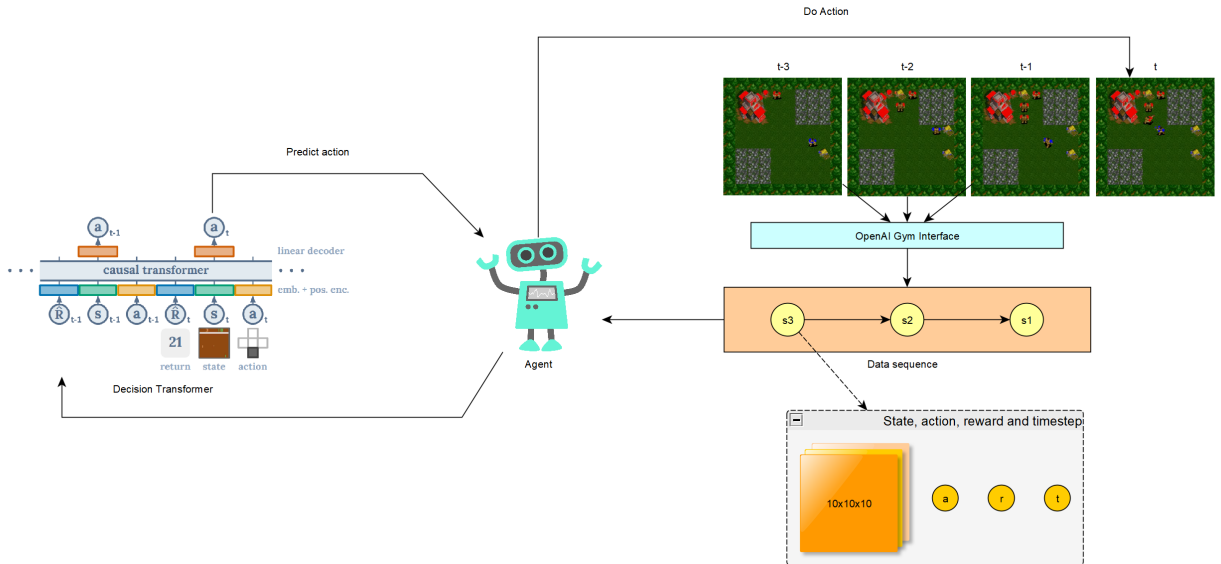 Do Action
t-3
t-2
t-1
t
Predict action
a t-1
a t
linear decoder
causal transformer
emb. + pos. enc.
R̂ t-1
s t-1
a t-1
R̂ t
s t
a t
21
return
state
action
Decision Transformer
Agent
OpenAI Gym Interface
s3
s2
s1
Data sequence
State, action, reward and timestep
10x10x10
a
r
t